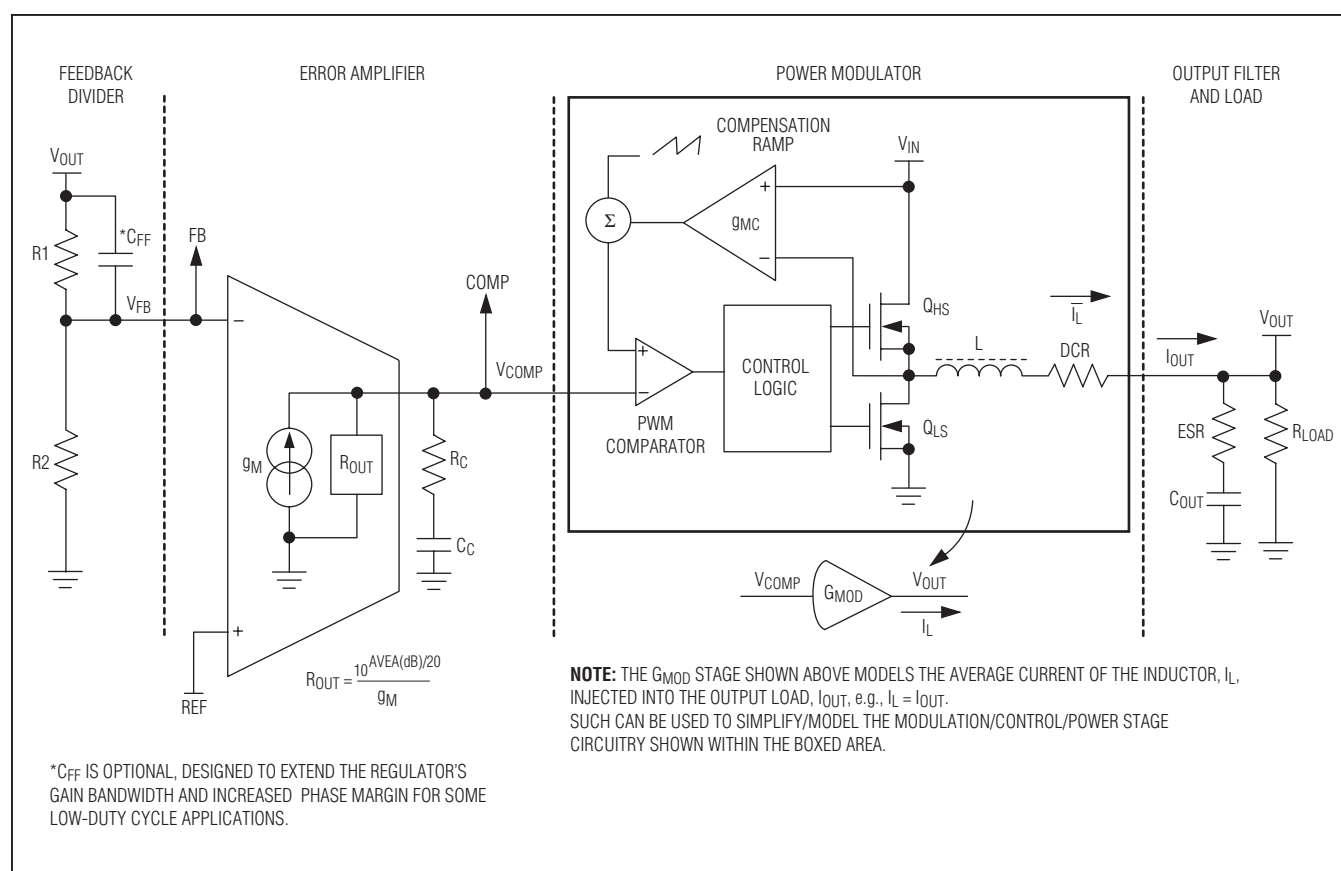 FEEDBACK
DIVIDER
ERROR AMPLIFIER
POWER MODULATOR
OUTPUT FILTER
AND LOAD
VOUT
R1
*CFF
VFB
R2
FB
gM
ROUT
RC
CC
COMP
VCOMP
REF
ROUT = 10^AVEA(dB)/20 / gM
COMPENSATION
RAMP
Σ
gMC
VIN
PWM
COMPARATOR
CONTROL
LOGIC
QHS
QLS
IL
L
DCR
IOUT
VOUT
ESR
COUT
RLOAD
VCOMP
GMOD
VOUT
IL
NOTE: THE GMOD STAGE SHOWN ABOVE MODELS THE AVERAGE CURRENT OF THE INDUCTOR, IL,
INJECTED INTO THE OUTPUT LOAD, IOUT, e.g., IL = IOUT.
SUCH CAN BE USED TO SIMPLIFY/MODEL THE MODULATION/CONTROL/POWER STAGE
CIRCUITRY SHOWN WITHIN THE BOXED AREA.
*CFF IS OPTIONAL, DESIGNED TO EXTEND THE REGULATOR'S
GAIN BANDWIDTH AND INCREASED PHASE MARGIN FOR SOME
LOW-DUTY CYCLE APPLICATIONS.